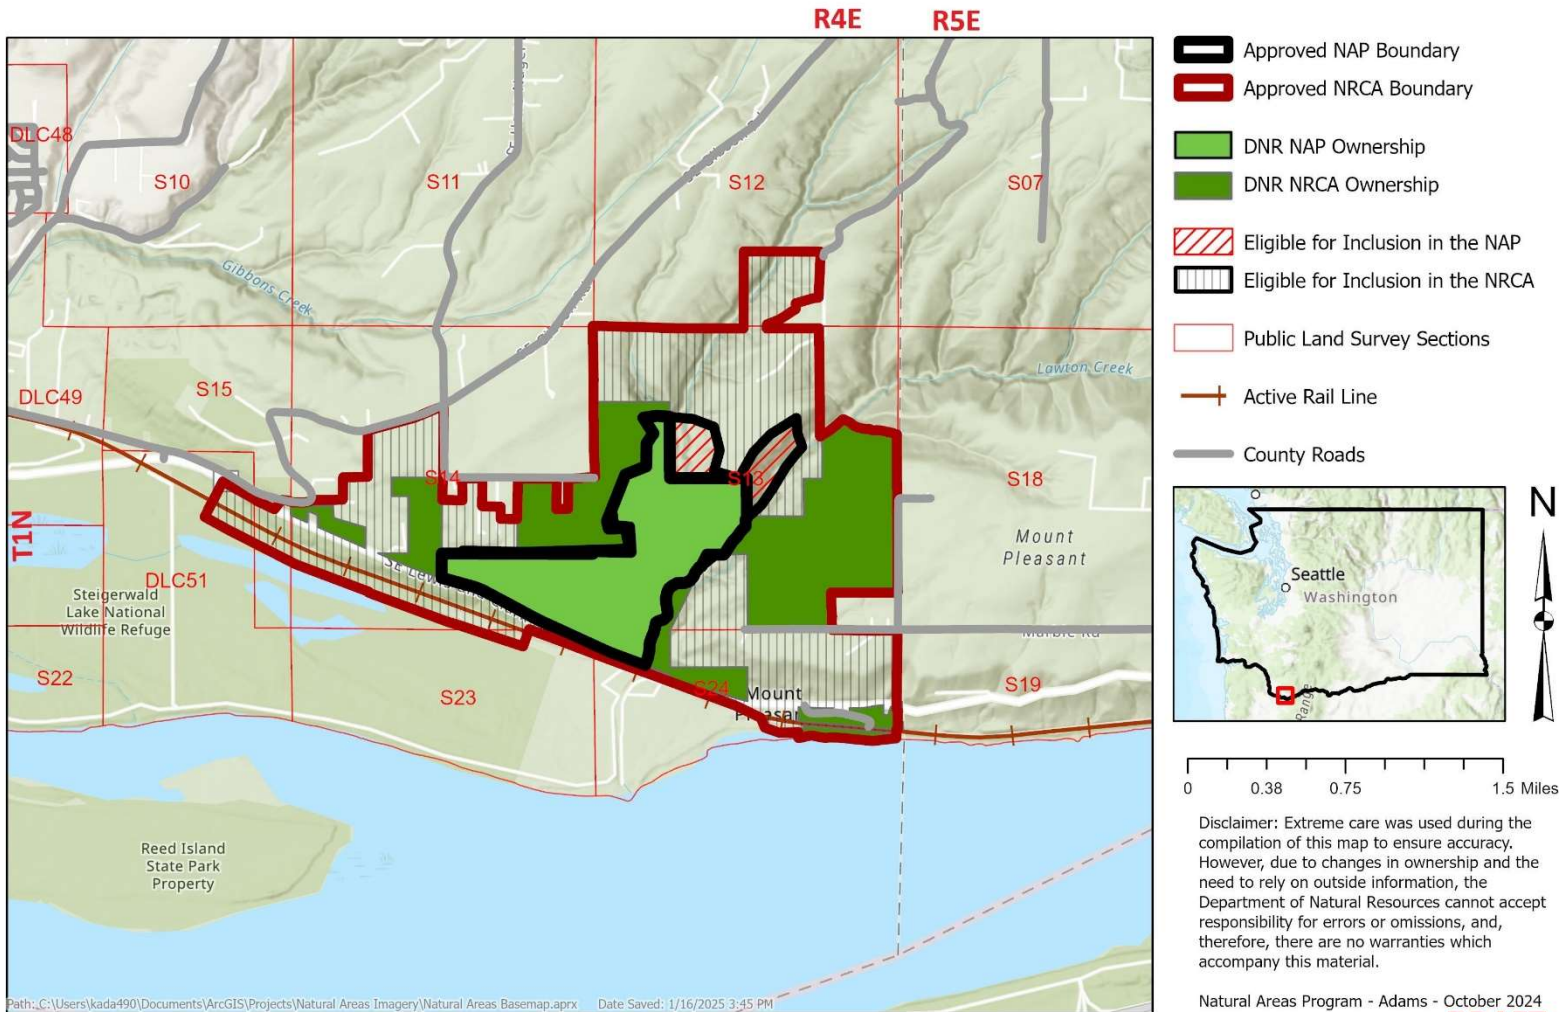 R4E
R5E
DLC48
S10
S11
S12
S07
Gibbons Creek
Lawton Creek
DLC49
S15
S14
S13
S18
T1N
Mount
Pleasant
DLC51
Steigerwald
Lake National
Wildlife Refuge
Marble Rd
S22
S23
S24
S19
Mount
Pleasant
Reed Island
State Park
Property
Path: C:\Users\kada490\Documents\ArcGIS\Projects\Natural Areas Imagery\Natural Areas Basemap.aprx Date Saved: 1/16/2025 3:45 PM
Approved NAP Boundary
Approved NRCA Boundary
DNR NAP Ownership
DNR NRCA Ownership
Eligible for Inclusion in the NAP
Eligible for Inclusion in the NRCA
Public Land Survey Sections
Active Rail Line
County Roads
N
Seattle
Washington
Range
0 0.38 0.75 1.5 Miles
Disclaimer: Extreme care was used during the
compilation of this map to ensure accuracy.
However, due to changes in ownership and the
need to rely on outside information, the
Department of Natural Resources cannot accept
responsibility for errors or omissions, and,
therefore, there are no warranties which
accompany this material.
Natural Areas Program - Adams - October 2024